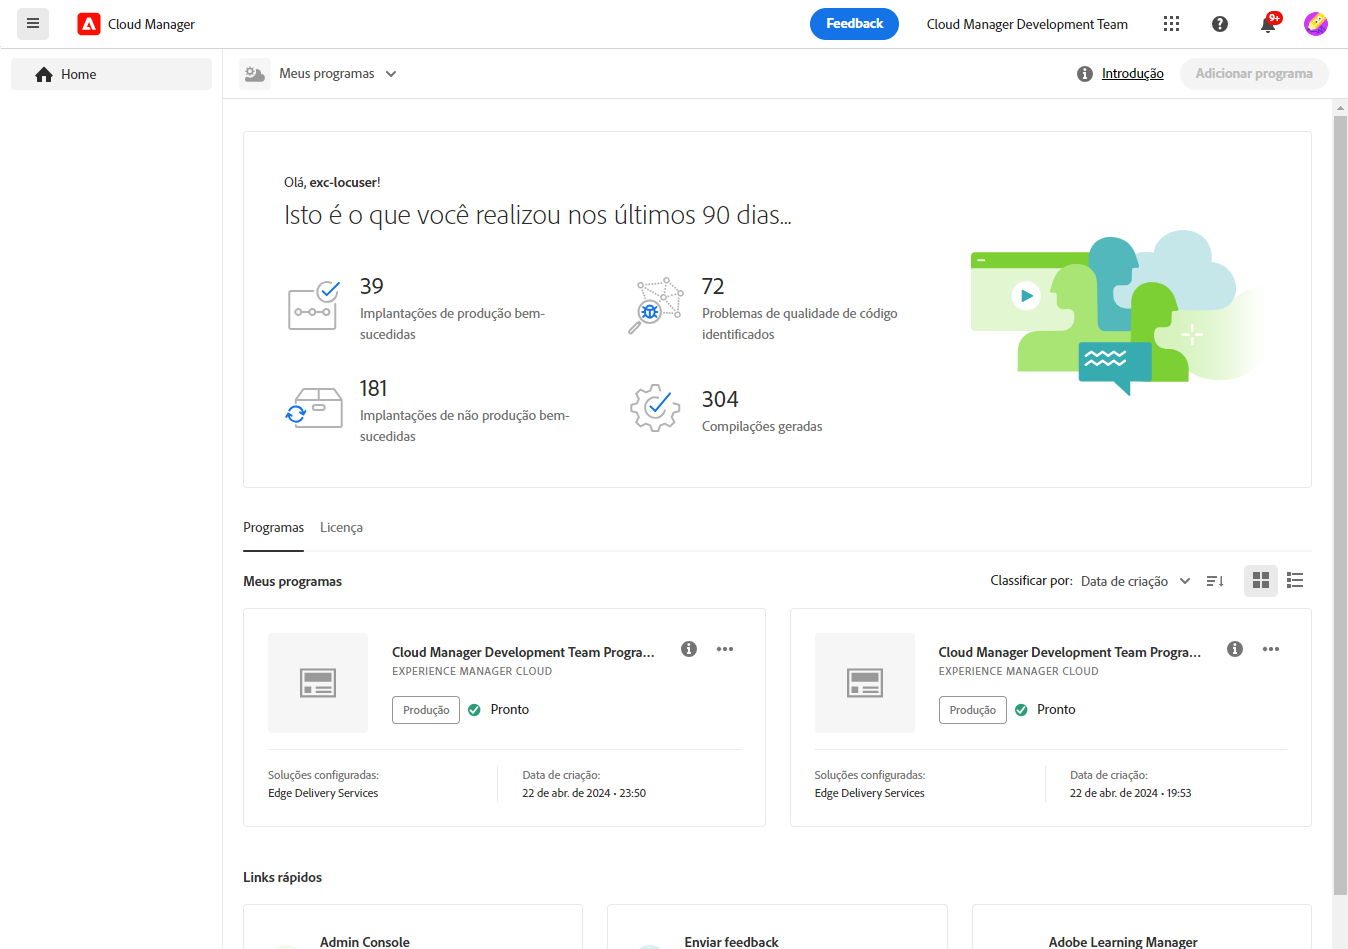 Cloud Manager
Feedback
Cloud Manager Development Team
9+
Home
Meus programas
Introdução
Adicionar programa
Olá, exc-locuser!
Isto é o que você realizou nos últimos 90 dias...
39
Implantações de produção bem-
sucedidas
72
Problemas de qualidade de código
identificados
181
Implantações de não produção bem-
sucedidas
304
Compilações geradas
Programas
Licença
Meus programas
Classificar por: Data de criação
Cloud Manager Development Team Progra...
EXPERIENCE MANAGER CLOUD
Produção
Pronto
Soluções configuradas:
Edge Delivery Services
Data de criação:
22 de abr. de 2024 • 23:50
Cloud Manager Development Team Progra...
EXPERIENCE MANAGER CLOUD
Produção
Pronto
Soluções configuradas:
Edge Delivery Services
Data de criação:
22 de abr. de 2024 • 19:53
Links rápidos
Admin Console
Enviar feedback
Adobe Learning Manager